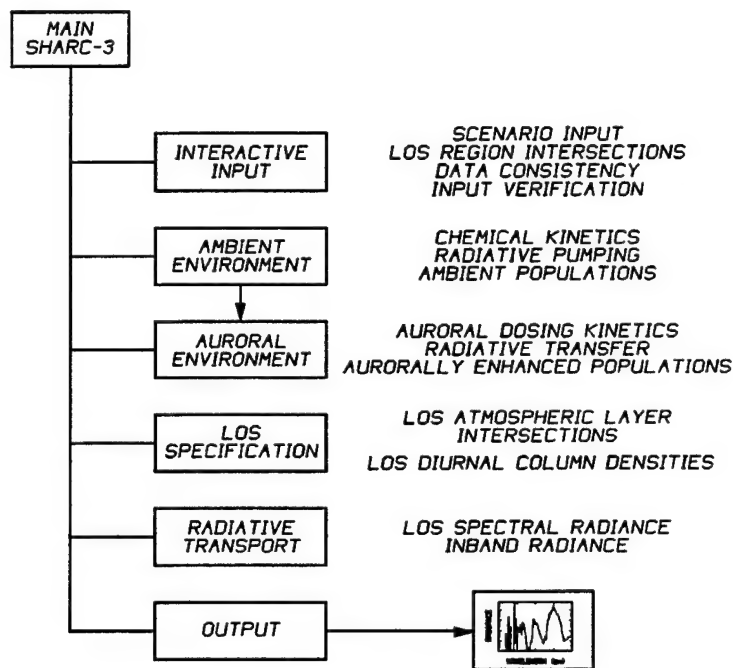 MAIN
SHARC-3
INTERACTIVE
INPUT
SCENARIO INPUT
LOS REGION INTERSECTIONS
DATA CONSISTENCY
INPUT VERIFICATION
AMBIENT
ENVIRONMENT
CHEMICAL KINETICS
RADIATIVE PUMPING
AMBIENT POPULATIONS
AURORAL
ENVIRONMENT
AURORAL DOSING KINETICS
RADIATIVE TRANSFER
AURORALLY ENHANCED POPULATIONS
LOS
SPECIFICATION
LOS ATMOSPHERIC LAYER
INTERSECTIONS
LOS DIURNAL COLUMN DENSITIES
RADIATIVE
TRANSPORT
LOS SPECTRAL RADIANCE
INBAND RADIANCE
OUTPUT